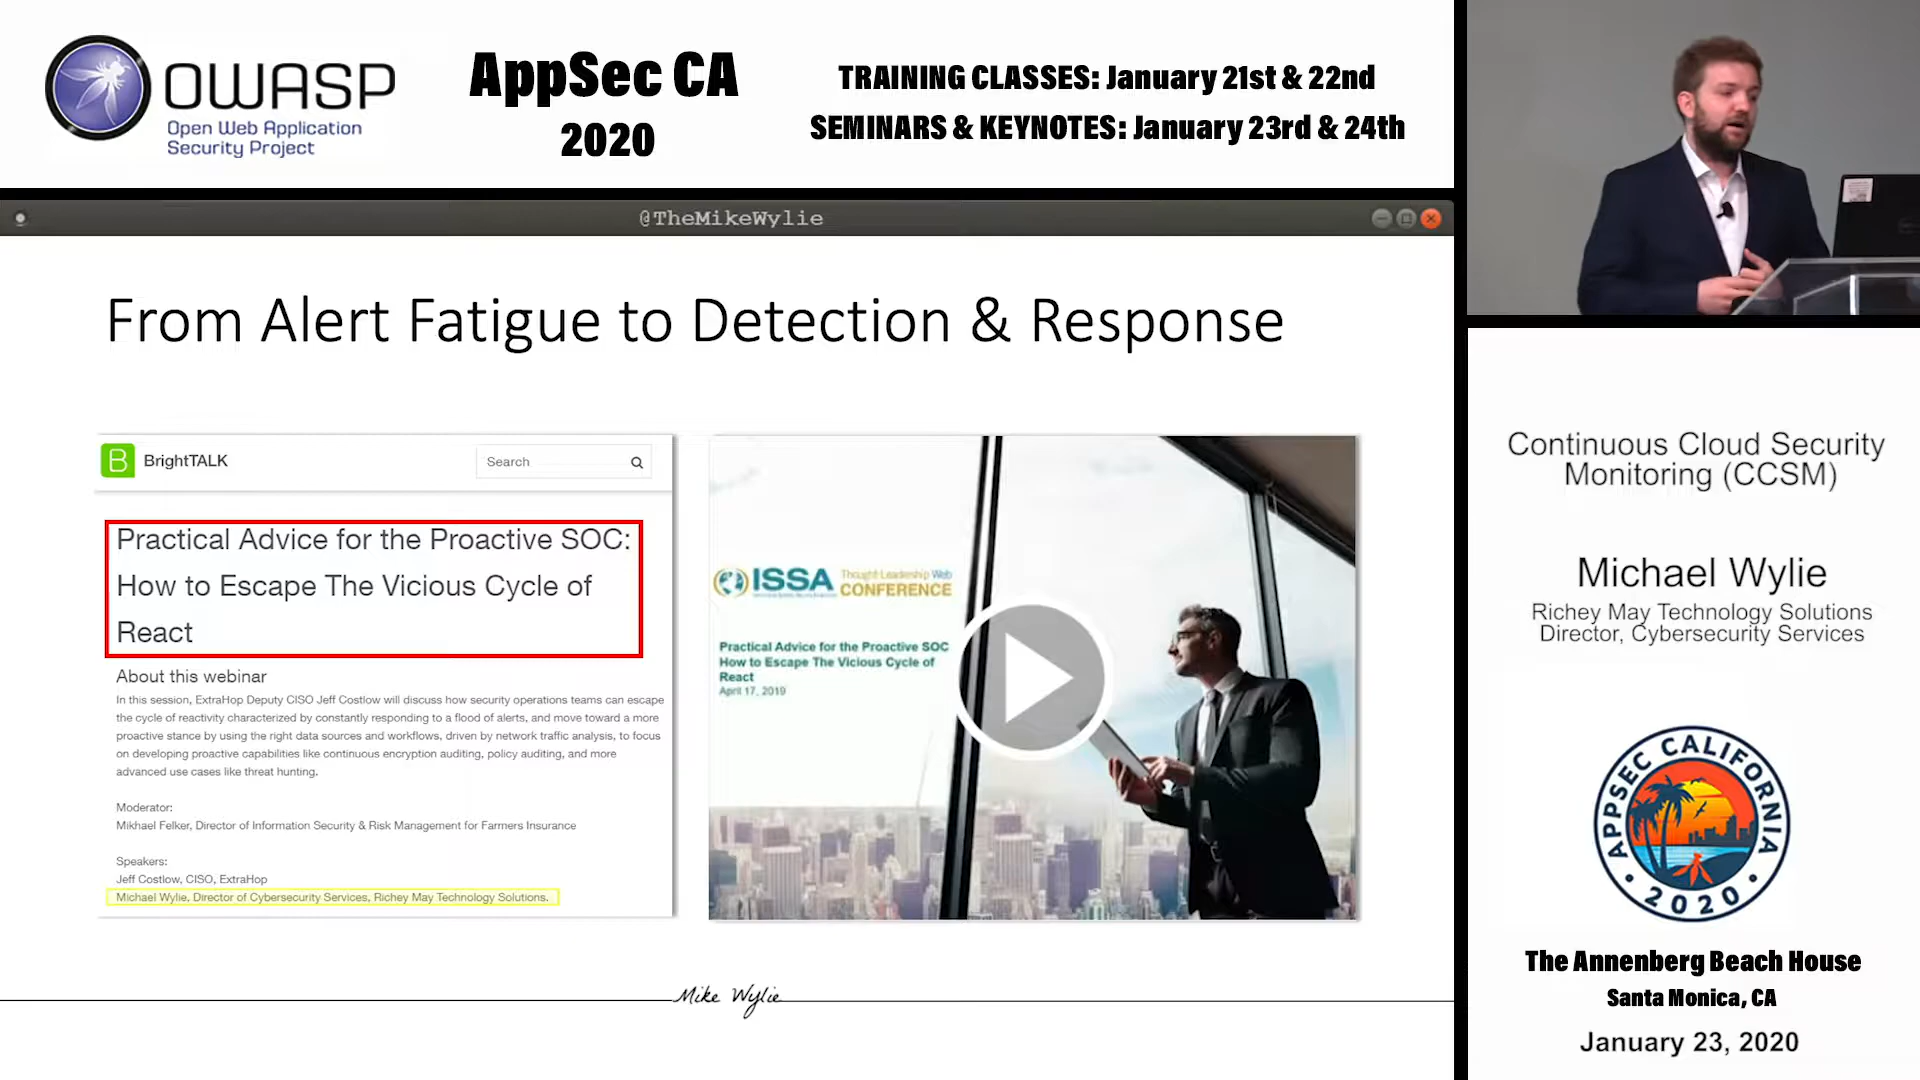 OWASP
Open Web Application
Security Project
AppSec CA
2020
TRAINING CLASSES: January 21st & 22nd
SEMINARS & KEYNOTES: January 23rd & 24th
@TheMikeWylie
From Alert Fatigue to Detection & Response
B BrightTALK
Search
Practical Advice for the Proactive SOC:
How to Escape The Vicious Cycle of
React
About this webinar
In this session, ExtraHop Deputy CISO Jeff Costlow will discuss how security operations teams can escape
the cycle of reactivity characterized by constantly responding to a flood of alerts, and move toward a more
proactive stance by using the right data sources and workflows, driven by network traffic analysis, to focus
on developing proactive capabilities like continuous encryption auditing, policy auditing, and more
advanced use cases like threat hunting.
Moderator:
Mikhael Felker, Director of Information Security & Risk Management for Farmers Insurance
Speakers:
Jeff Costlow, CISO, ExtraHop
Michael Wylie, Director of Cybersecurity Services, Richey May Technology Solutions.
ISSA Thought Leadership Web
CONFERENCE
Practical Advice for the Proactive SOC
How to Escape The Vicious Cycle of
React
April 17, 2019
Mike Wylie
Continuous Cloud Security
Monitoring (CCSM)
Michael Wylie
Richey May Technology Solutions
Director, Cybersecurity Services
APPSEC CALIFORNIA
2020
The Annenberg Beach House
Santa Monica, CA
January 23, 2020